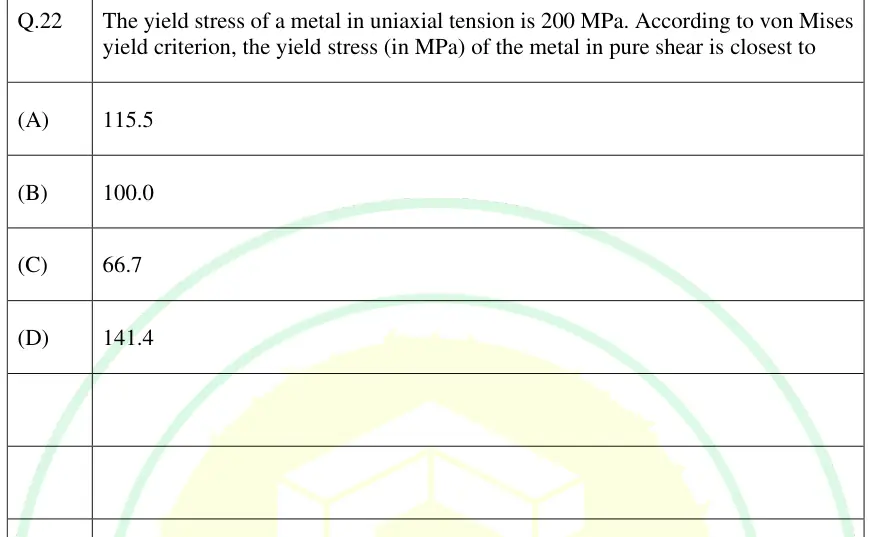 Q.22 The yield stress of a metal in uniaxial tension is 200 MPa. According to von Mises
yield criterion, the yield stress (in MPa) of the metal in pure shear is closest to
(A) 115.5
(B) 100.0
(C) 66.7
(D) 141.4